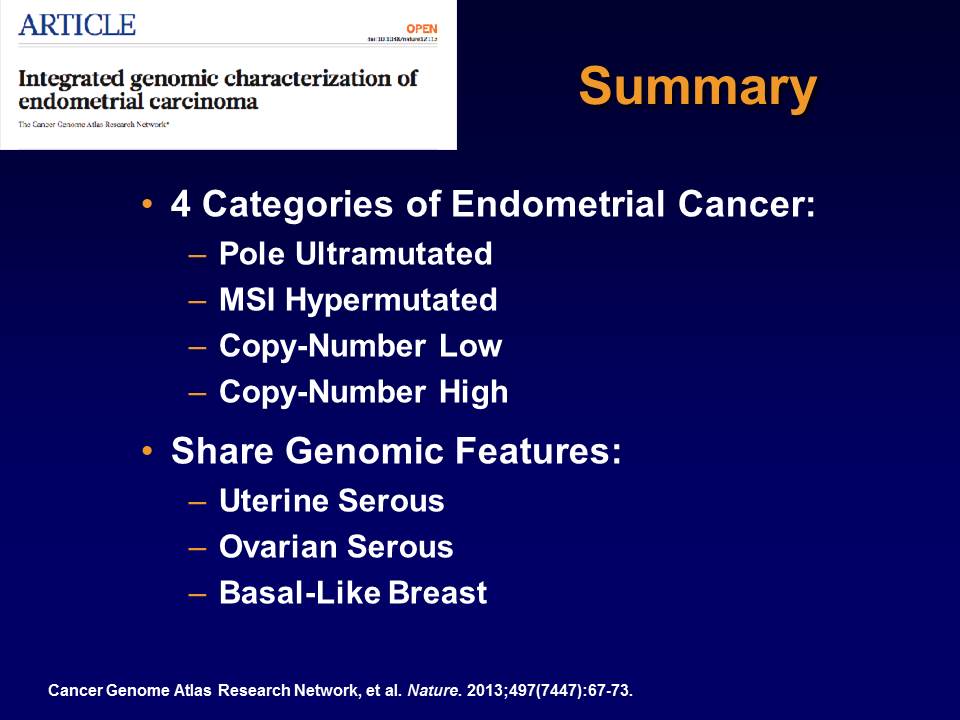 ARTICLE
OPEN
Integrated genomic characterization of
endometrial carcinoma
The Cancer Genome Atlas Research Network*
Summary
• 4 Categories of Endometrial Cancer:
– Pole Ultramutated
– MSI Hypermutated
– Copy-Number Low
– Copy-Number High
• Share Genomic Features:
– Uterine Serous
– Ovarian Serous
– Basal-Like Breast
Cancer Genome Atlas Research Network, et al. Nature. 2013;497(7447):67-73.